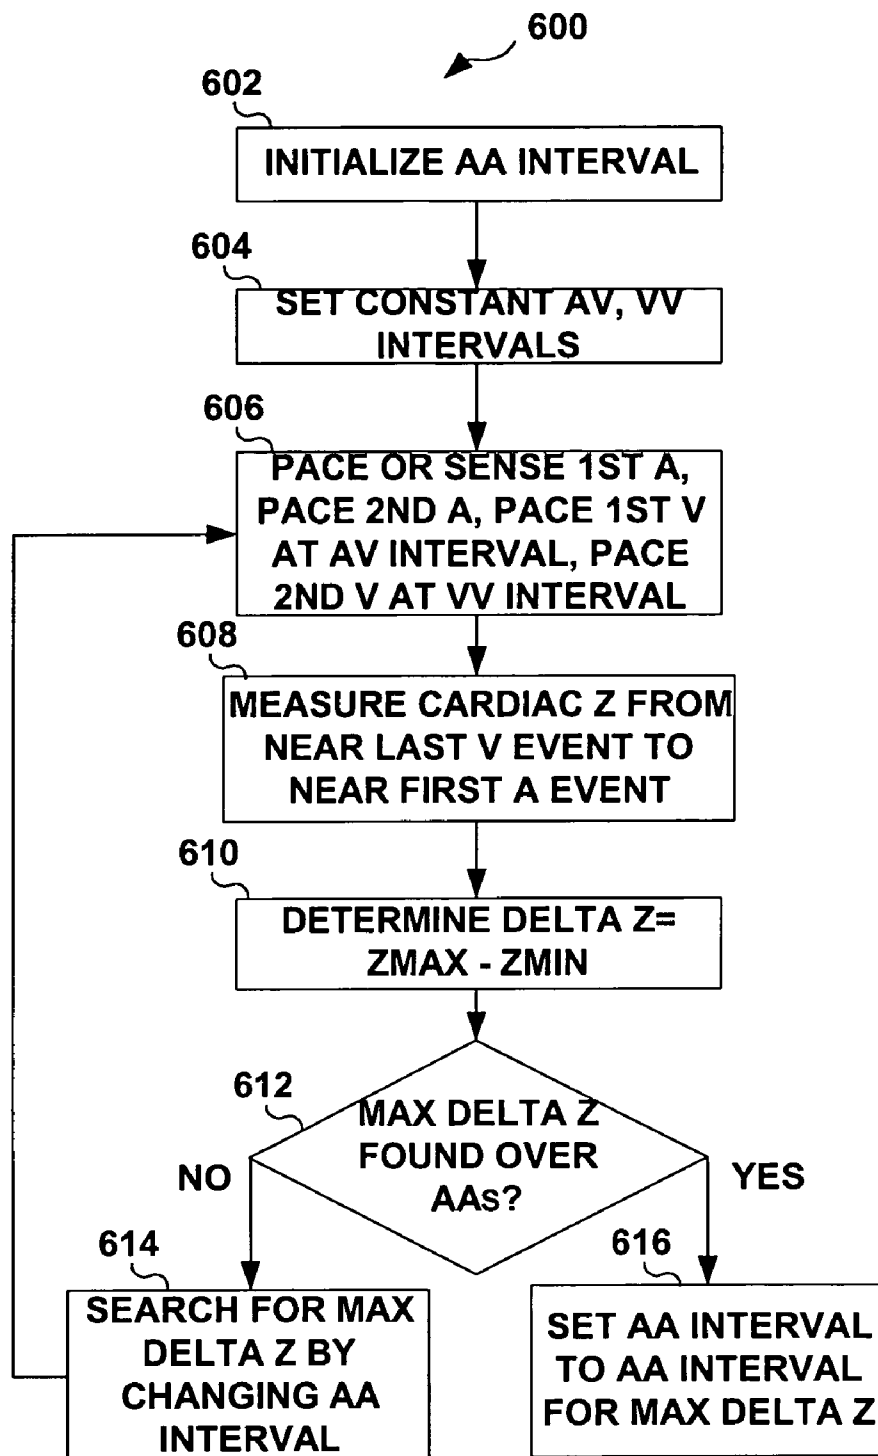 600
602
INITIALIZE AA INTERVAL
604
SET CONSTANT AV, VV
INTERVALS
606
PACE OR SENSE 1ST A,
PACE 2ND A, PACE 1ST V
AT AV INTERVAL, PACE
2ND V AT VV INTERVAL
608
MEASURE CARDIAC Z FROM
NEAR LAST V EVENT TO
NEAR FIRST A EVENT
610
DETERMINE DELTA Z=
ZMAX - ZMIN
612
MAX DELTA Z
FOUND OVER
AAs?
NO
YES
614
SEARCH FOR MAX
DELTA Z BY
CHANGING AA
INTERVAL
616
SET AA INTERVAL
TO AA INTERVAL
FOR MAX DELTA Z